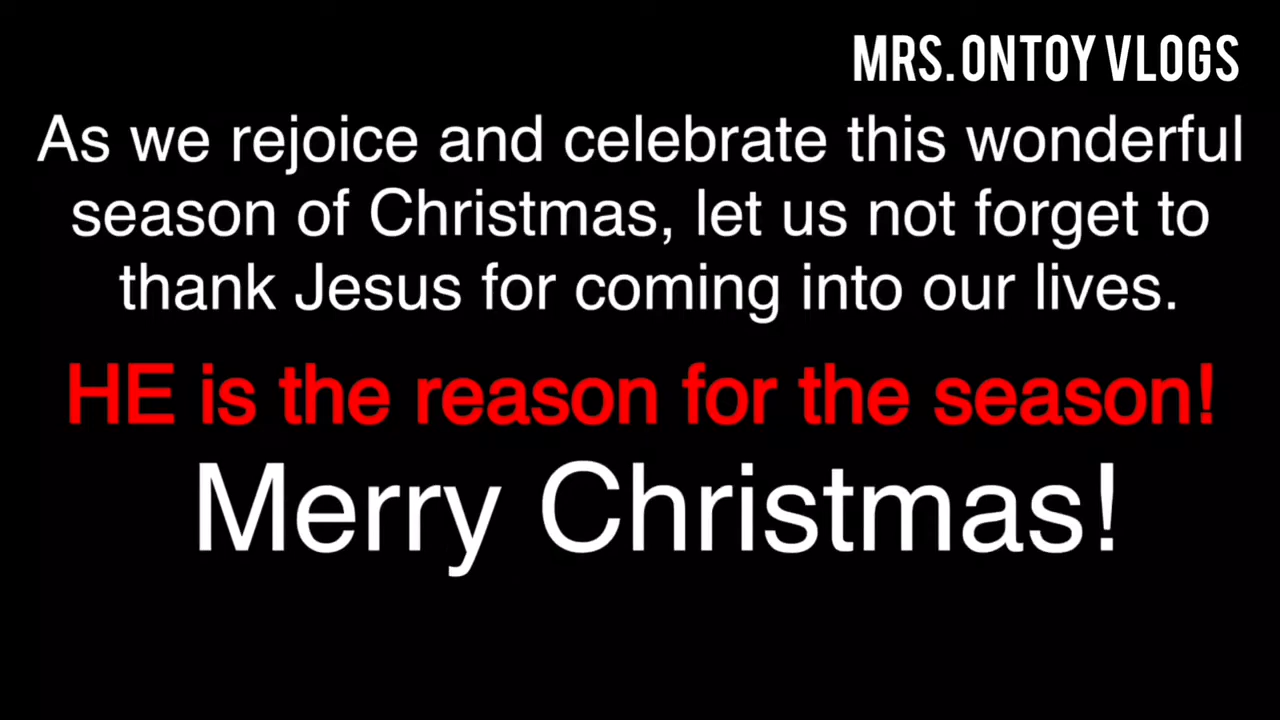 MRS. ONTOY VLOGS
As we rejoice and celebrate this wonderful
season of Christmas, let us not forget to
thank Jesus for coming into our lives.
HE is the reason for the season!
Merry Christmas!